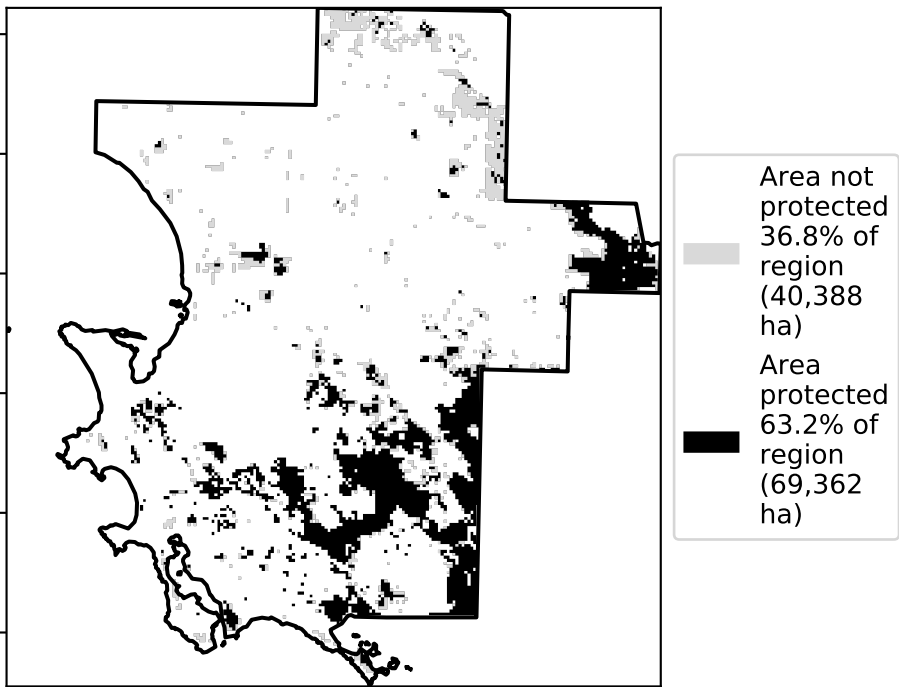 Area not
protected
36.8% of
region
(40,388
ha)
Area
protected
63.2% of
region
(69,362
ha)